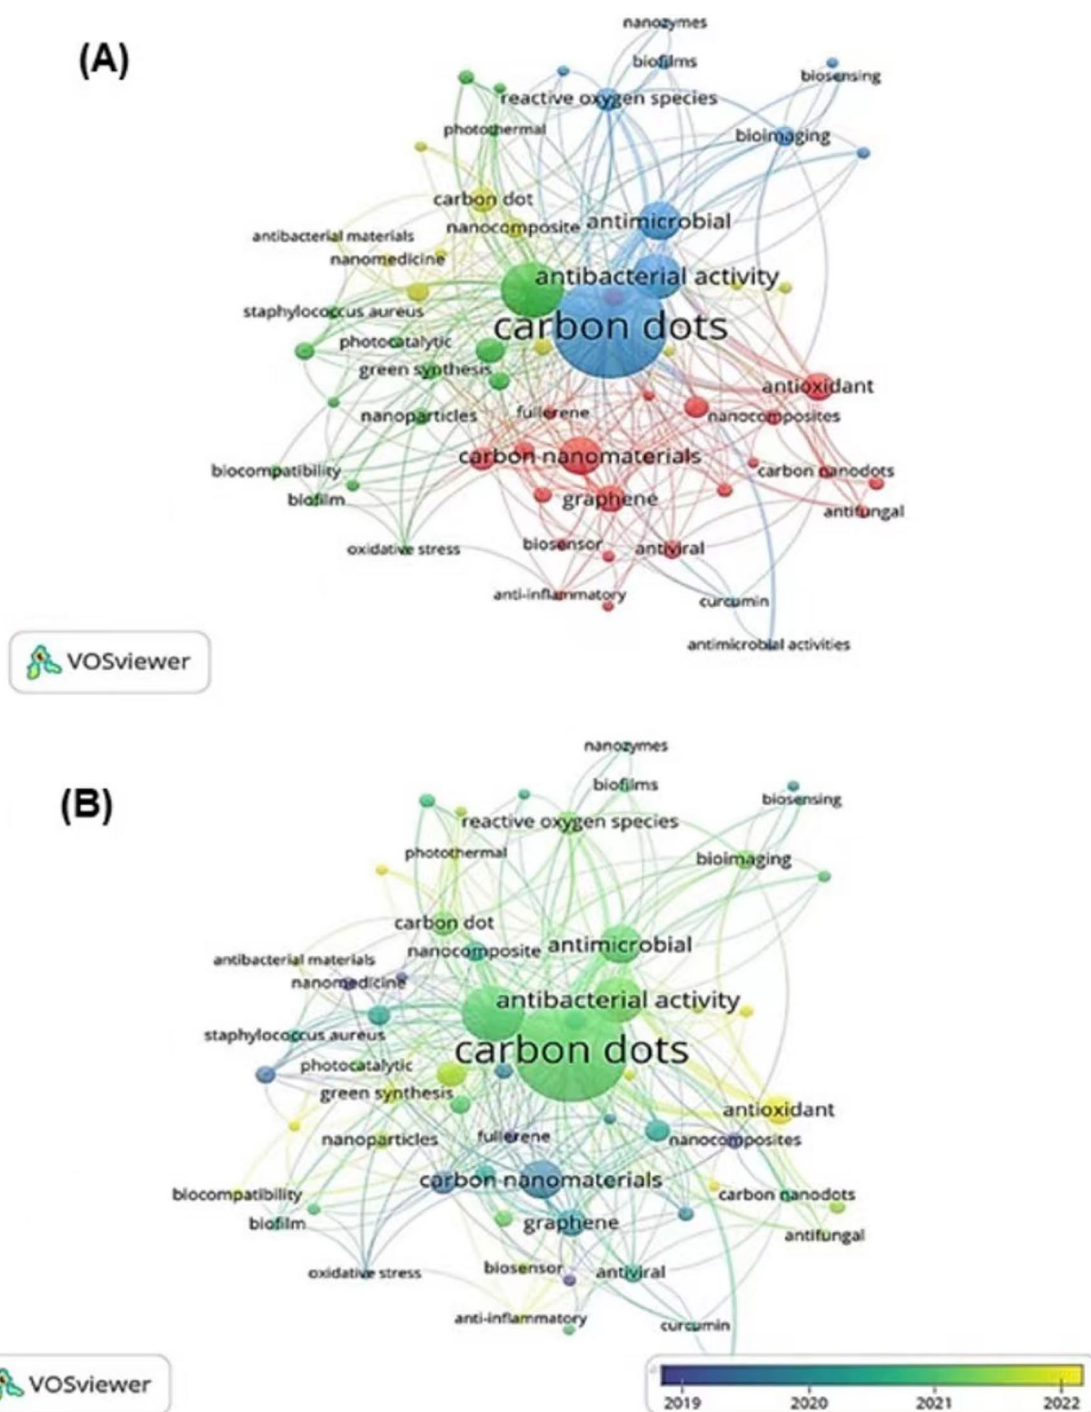 (A)
nanozymes
biofilms
biosensing
reactive oxygen species
photothermal
bioimaging
carbon dot
antimicrobial
nanocomposite
antibacterial materials
nanomedicine
antibacterial activity
staphylococcus aureus
carbon dots
photocatalytic
green synthesis
antioxidant
nanoparticles
fullerene
nanocomposites
carbon nanomaterials
biocompatibility
carbon nanodots
biofilm
graphene
antifungal
oxidative stress
biosensor
antiviral
anti-inflammatory
curcumin
antimicrobial activities
VOSviewer
(B)
nanozymes
biofilms
biosensing
reactive oxygen species
photothermal
bioimaging
carbon dot
antimicrobial
nanocomposite
antibacterial materials
nanomedicine
antibacterial activity
staphylococcus aureus
carbon dots
photocatalytic
green synthesis
antioxidant
nanoparticles
fullerene
nanocomposites
carbon nanomaterials
biocompatibility
carbon nanodots
biofilm
graphene
antifungal
oxidative stress
biosensor
antiviral
anti-inflammatory
curcumin
VOSviewer
2019 2020 2021 2022